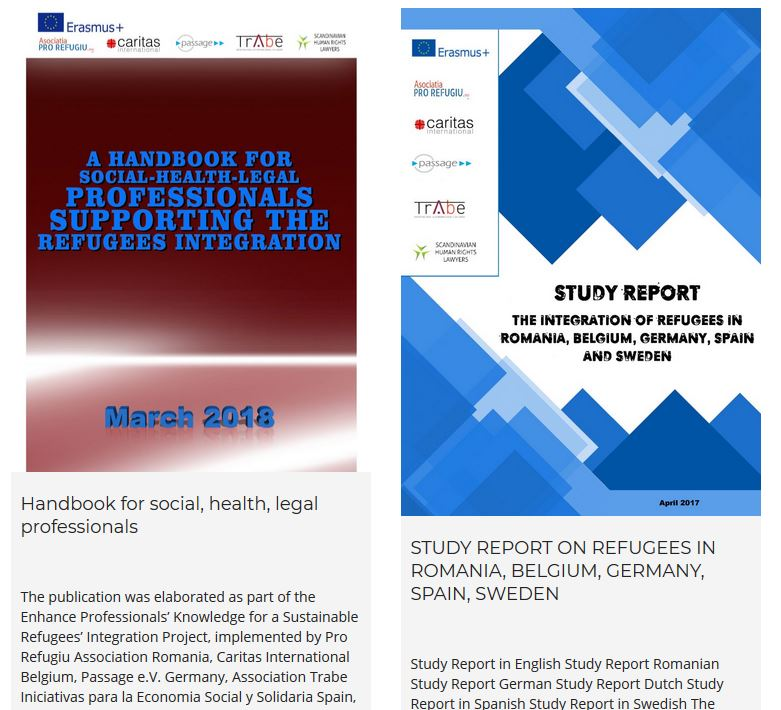 Erasmus+
Asociatia
PRO REFUGIU.org
caritas
international
passage
TrAbe
SCANDINAVIAN
HUMAN RIGHTS
LAWYERS
A HANDBOOK FOR
SOCIAL-HEALTH-LEGAL
PROFESSIONALS
SUPPORTING THE
REFUGEES INTEGRATION
March 2018
Handbook for social, health, legal
professionals
The publication was elaborated as part of the
Enhance Professionals’ Knowledge for a Sustainable
Refugees’ Integration Project, implemented by Pro
Refugiu Association Romania, Caritas International
Belgium, Passage e.V. Germany, Association Trabe
Iniciativas para la Economia Social y Solidaria Spain,
Erasmus+
Asociatia
PRO REFUGIU.org
caritas
international
passage
TrAbe
SCANDINAVIAN
HUMAN RIGHTS
LAWYERS
STUDY REPORT
THE INTEGRATION OF REFUGEES IN
ROMANIA, BELGIUM, GERMANY, SPAIN
AND SWEDEN
April 2017
STUDY REPORT ON REFUGEES IN
ROMANIA, BELGIUM, GERMANY,
SPAIN, SWEDEN
Study Report in English Study Report Romanian
Study Report German Study Report Dutch Study
Report in Spanish Study Report in Swedish The